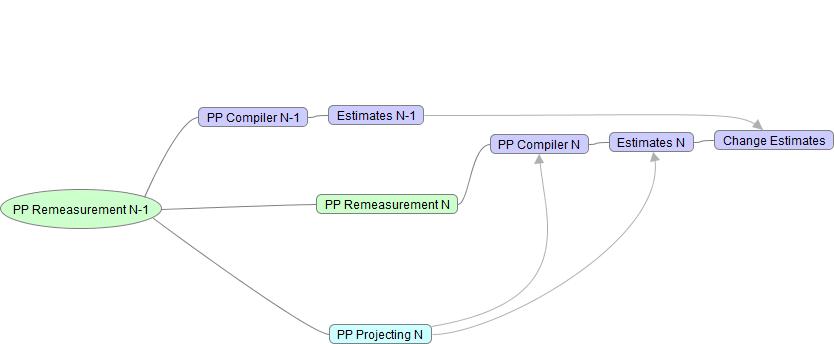 PP Compiler N-1
Estimates N-1
PP Compiler N
Estimates N
Change Estimates
PP Remeasurement N-1
PP Remeasurement N
PP Projecting N